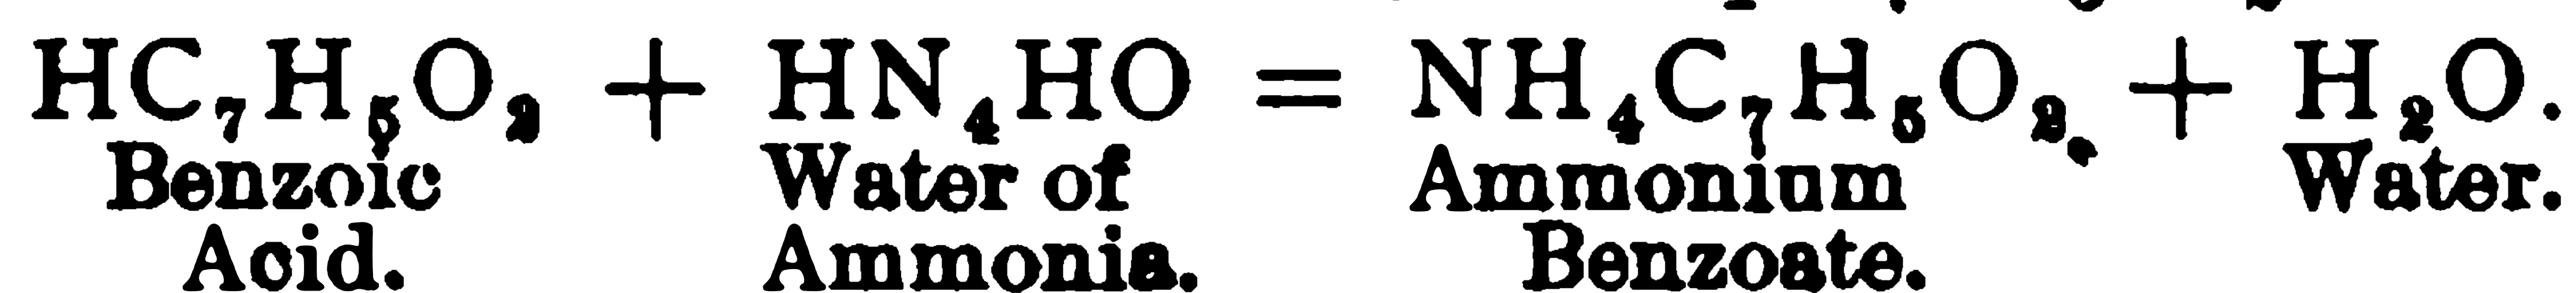 HC₇H₅O₂ + HN₄HO = NH₄C₇H₅O₂ + H₂O.
Benzoic Water of Ammonium Water.
Acid. Ammonia. Benzoate.